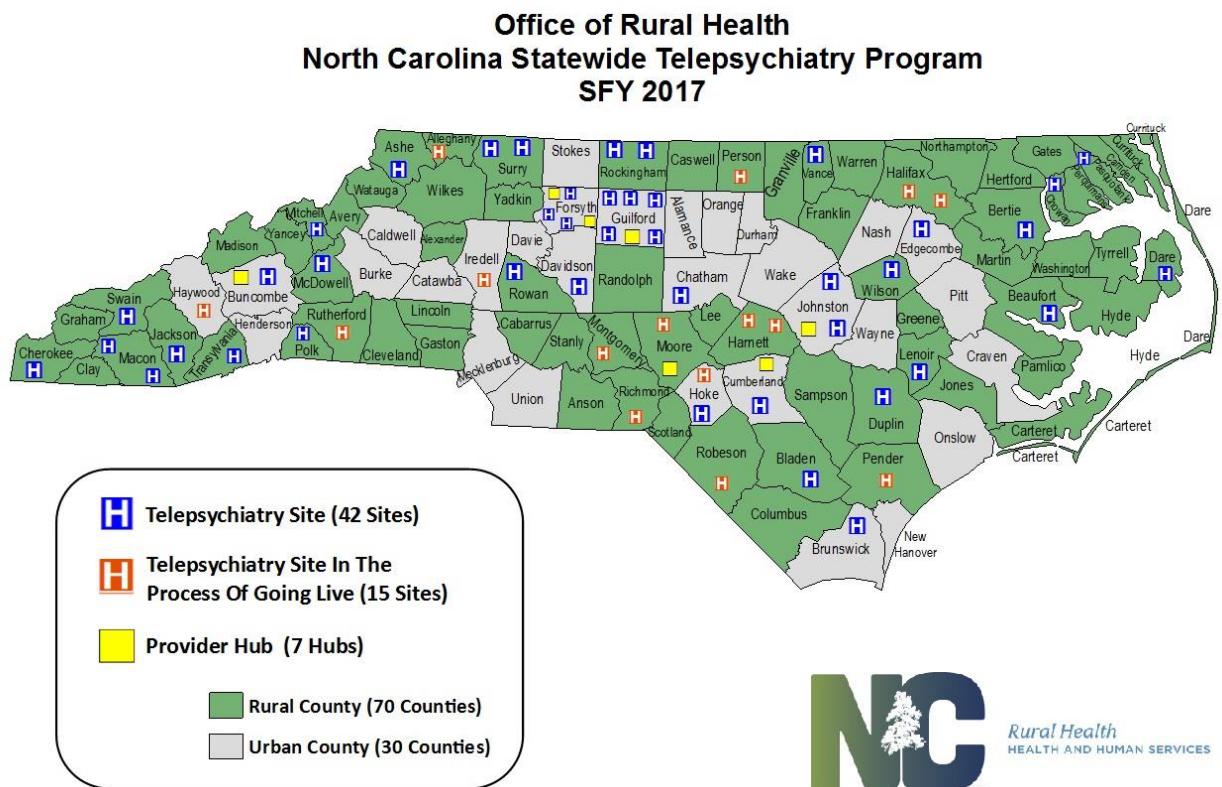 Office of Rural Health
North Carolina Statewide Telepsychiatry Program
SFY 2017
Currituck
Alleghany
Ashe
Surry
Stokes
Rockingham
Caswell
Person
Granville
Vance
Warren
Northampton
Halifax
Hertford
Gates
Currituck
Camden
Pasquotank
Perquimans
Chowan
Watauga
Wilkes
Yadkin
Forsyth
Guilford
Alamance
Orange
Durham
Franklin
Nash
Edgecombe
Bertie
Dare
Mitchell
Avery
Yancey
Madison
Caldwell
Alexander
Iredell
Davie
Davidson
Randolph
Chatham
Wake
Wilson
Martin
Washington
Tyrrell
Dare
Haywood
Buncombe
McDowell
Burke
Catawba
Rowan
Johnston
Pitt
Beaufort
Hyde
Swain
Graham
Jackson
Henderson
Rutherford
Lincoln
Cabarrus
Stanly
Montgomery
Moore
Lee
Harnett
Wayne
Greene
Lenoir
Craven
Pamlico
Hyde
Dare
Cherokee
Clay
Macon
Transylvania
Polk
Cleveland
Gaston
Mecklenburg
Union
Anson
Richmond
Scotland
Hoke
Cumberland
Sampson
Duplin
Jones
Onslow
Carteret
Carteret
Carteret
Robeson
Bladen
Pender
Columbus
Brunswick
New
Hanover
H Telepsychiatry Site (42 Sites)
H Telepsychiatry Site In The
Process Of Going Live (15 Sites)
Provider Hub (7 Hubs)
Rural County (70 Counties)
Urban County (30 Counties)
NC
Rural Health
HEALTH AND HUMAN SERVICES